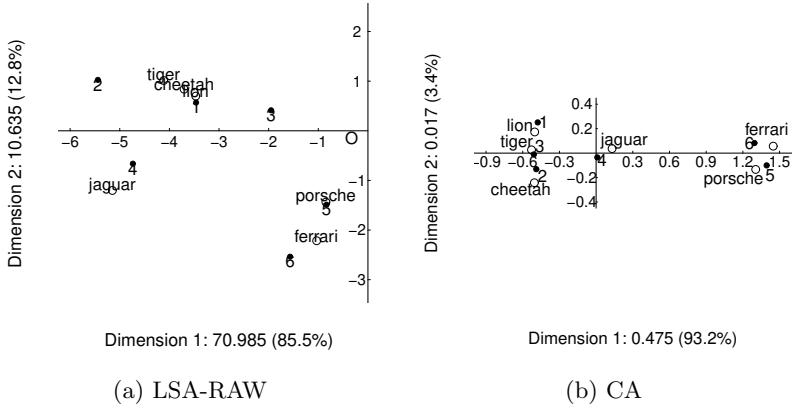 Dimension 2: 10.635 (12.8%)
2
1
O
−1
−2
−3
−6
−5
−4
−3
−2
−1
tiger
cheetah
lion
2
1
3
4
jaguar
porsche
5
ferrari
6
Dimension 1: 70.985 (85.5%)
(a) LSA-RAW
Dimension 2: 0.017 (3.4%)
0.4
0.2
−0.2
−0.4
−0.9
−0.6
−0.3
0.3
0.6
0.9
1.2
1.5
lion
1
tiger
3
2
cheetah
4
jaguar
ferrari
6
porsche
5
Dimension 1: 0.475 (93.2%)
(b) CA